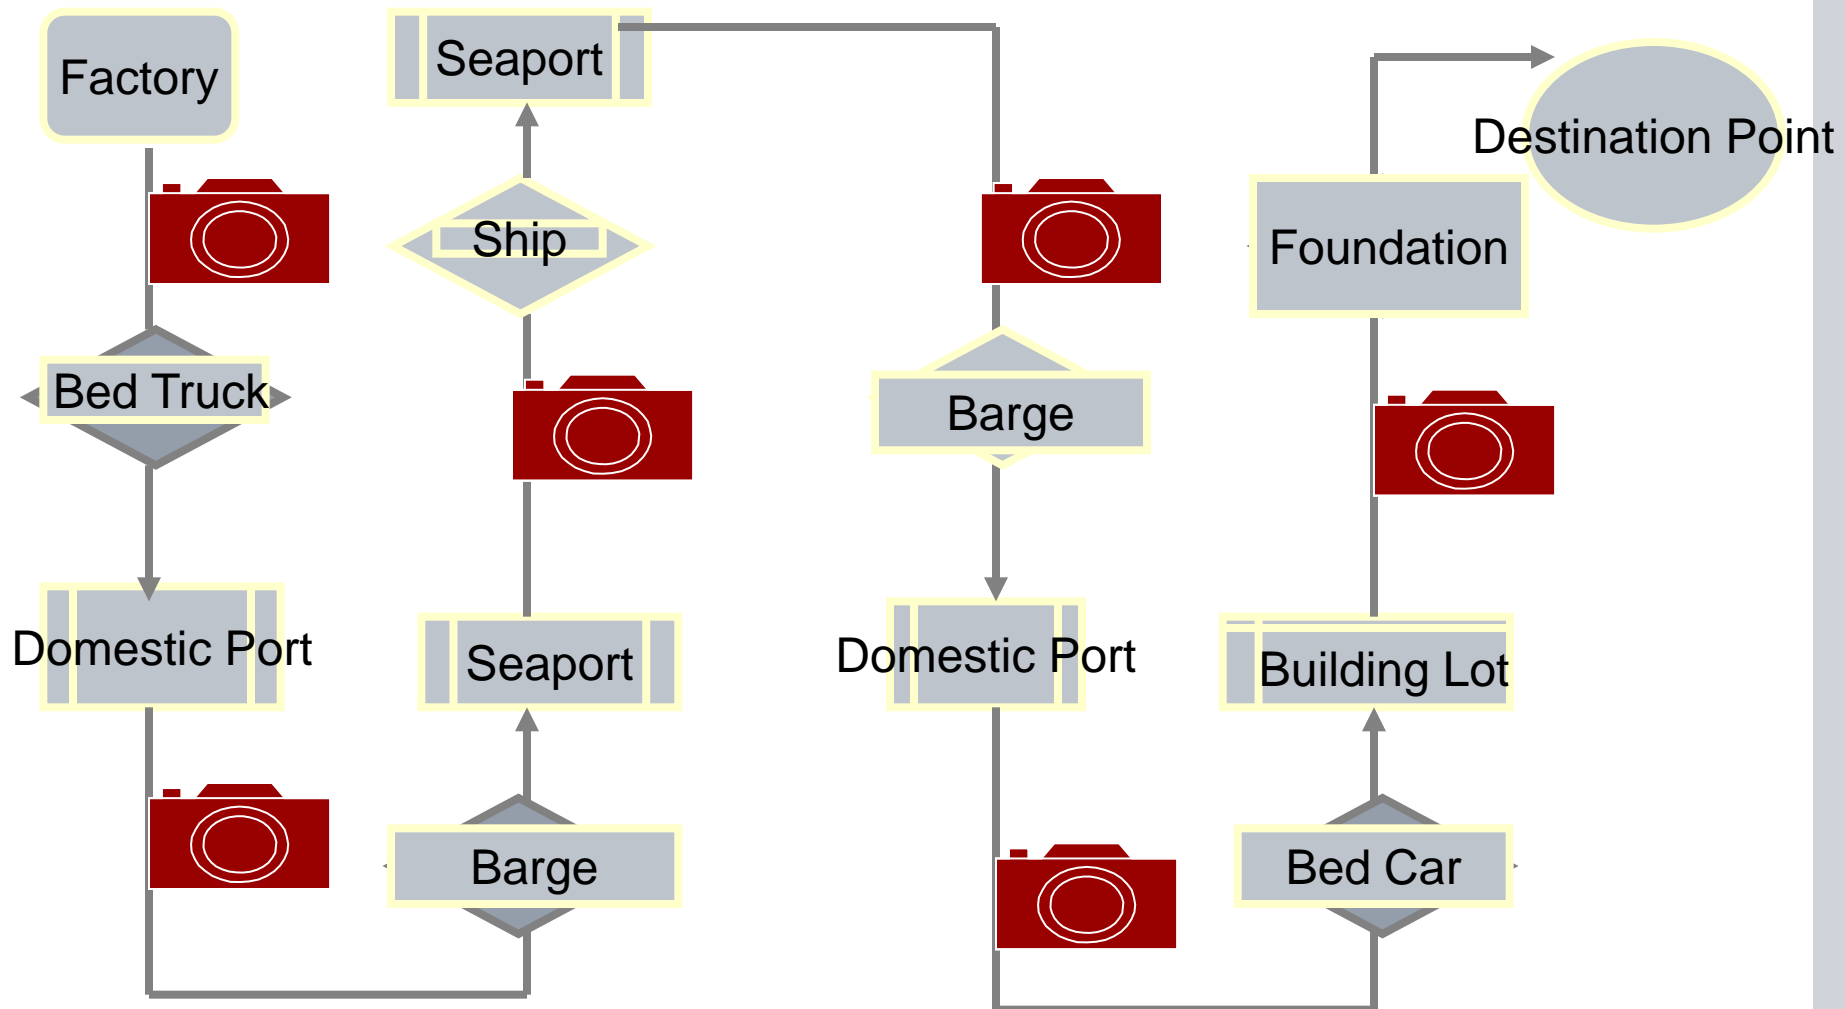 Factory
Bed Truck
Domestic Port
Barge
Seaport
Ship
Seaport
Barge
Domestic Port
Bed Car
Building Lot
Foundation
Destination Point